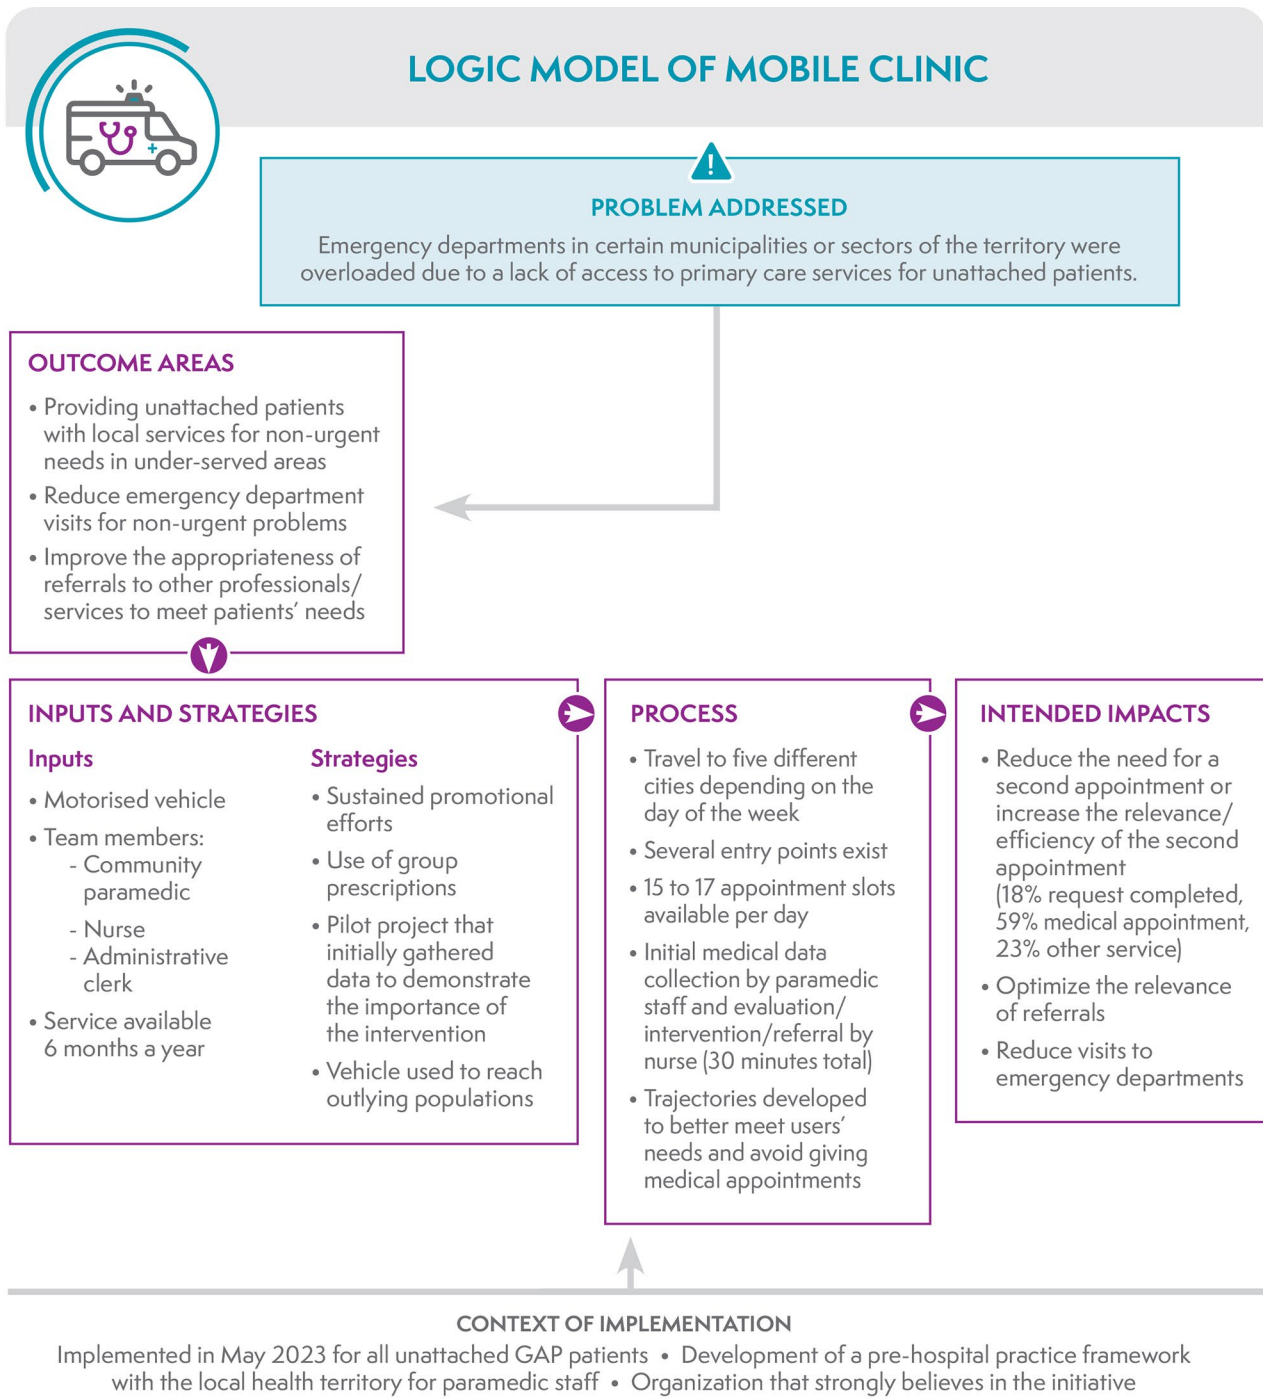 LOGIC MODEL OF MOBILE CLINIC
PROBLEM ADDRESSED
Emergency departments in certain municipalities or sectors of the territory were
overloaded due to a lack of access to primary care services for unattached patients.
OUTCOME AREAS
• Providing unattached patients
with local services for non-urgent
needs in under-served areas
• Reduce emergency department
visits for non-urgent problems
• Improve the appropriateness of
referrals to other professionals/
services to meet patients' needs
INPUTS AND STRATEGIES
Inputs
• Motorised vehicle
• Team members:
- Community
paramedic
- Nurse
- Administrative
clerk
• Service available
6 months a year
Strategies
• Sustained promotional
efforts
• Use of group
prescriptions
• Pilot project that
initially gathered
data to demonstrate
the importance of
the intervention
• Vehicle used to reach
outlying populations
PROCESS
• Travel to five different
cities depending on the
day of the week
• Several entry points exist
• 15 to 17 appointment slots
available per day
• Initial medical data
collection by paramedic
staff and evaluation/
intervention/referral by
nurse (30 minutes total)
• Trajectories developed
to better meet users'
needs and avoid giving
medical appointments
INTENDED IMPACTS
• Reduce the need for a
second appointment or
increase the relevance/
efficiency of the second
appointment
(18% request completed,
59% medical appointment,
23% other service)
• Optimize the relevance
of referrals
• Reduce visits to
emergency departments
CONTEXT OF IMPLEMENTATION
Implemented in May 2023 for all unattached GAP patients • Development of a pre-hospital practice framework
with the local health territory for paramedic staff • Organization that strongly believes in the initiative